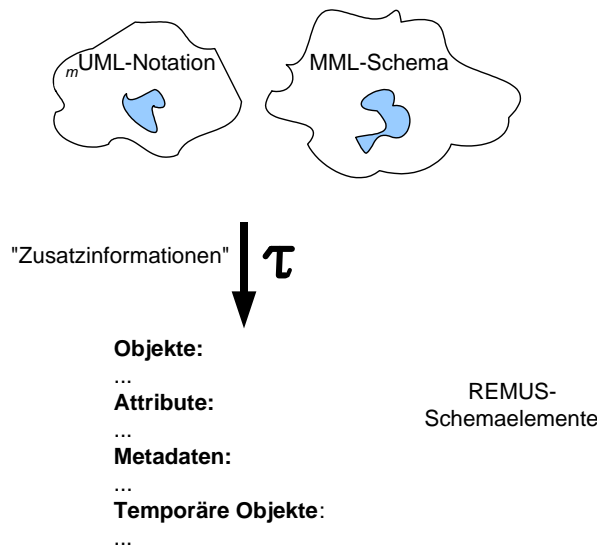 mUML-Notation
MML-Schema
"Zusatzinformationen"
τ
Objekte:
...
Attribute:
...
Metadaten:
...
Temporäre Objekte:
...
REMUS-
Schemaelemente